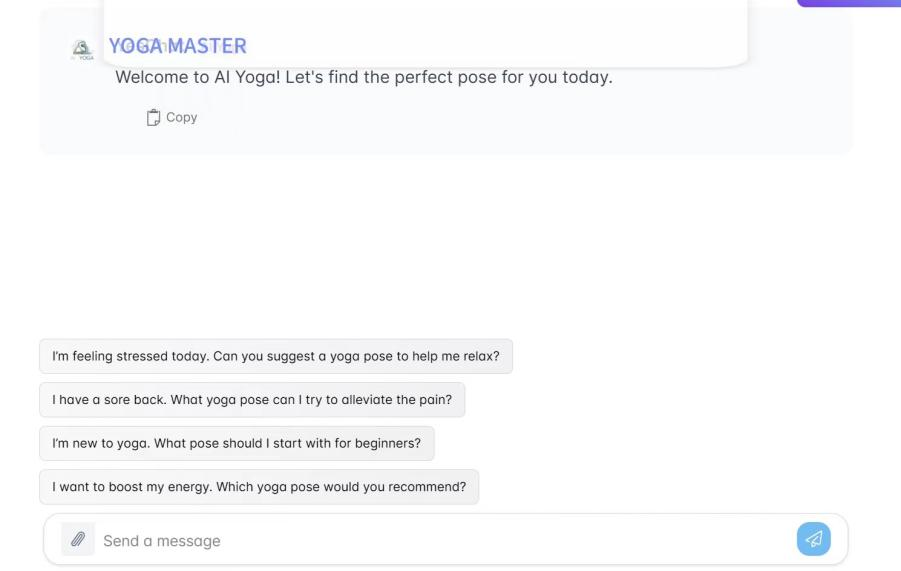 YOGA MASTER
AI YOGA
Welcome to AI Yoga! Let's find the perfect pose for you today.
Copy
I'm feeling stressed today. Can you suggest a yoga pose to help me relax?
I have a sore back. What yoga pose can I try to alleviate the pain?
I'm new to yoga. What pose should I start with for beginners?
I want to boost my energy. Which yoga pose would you recommend?
Send a message